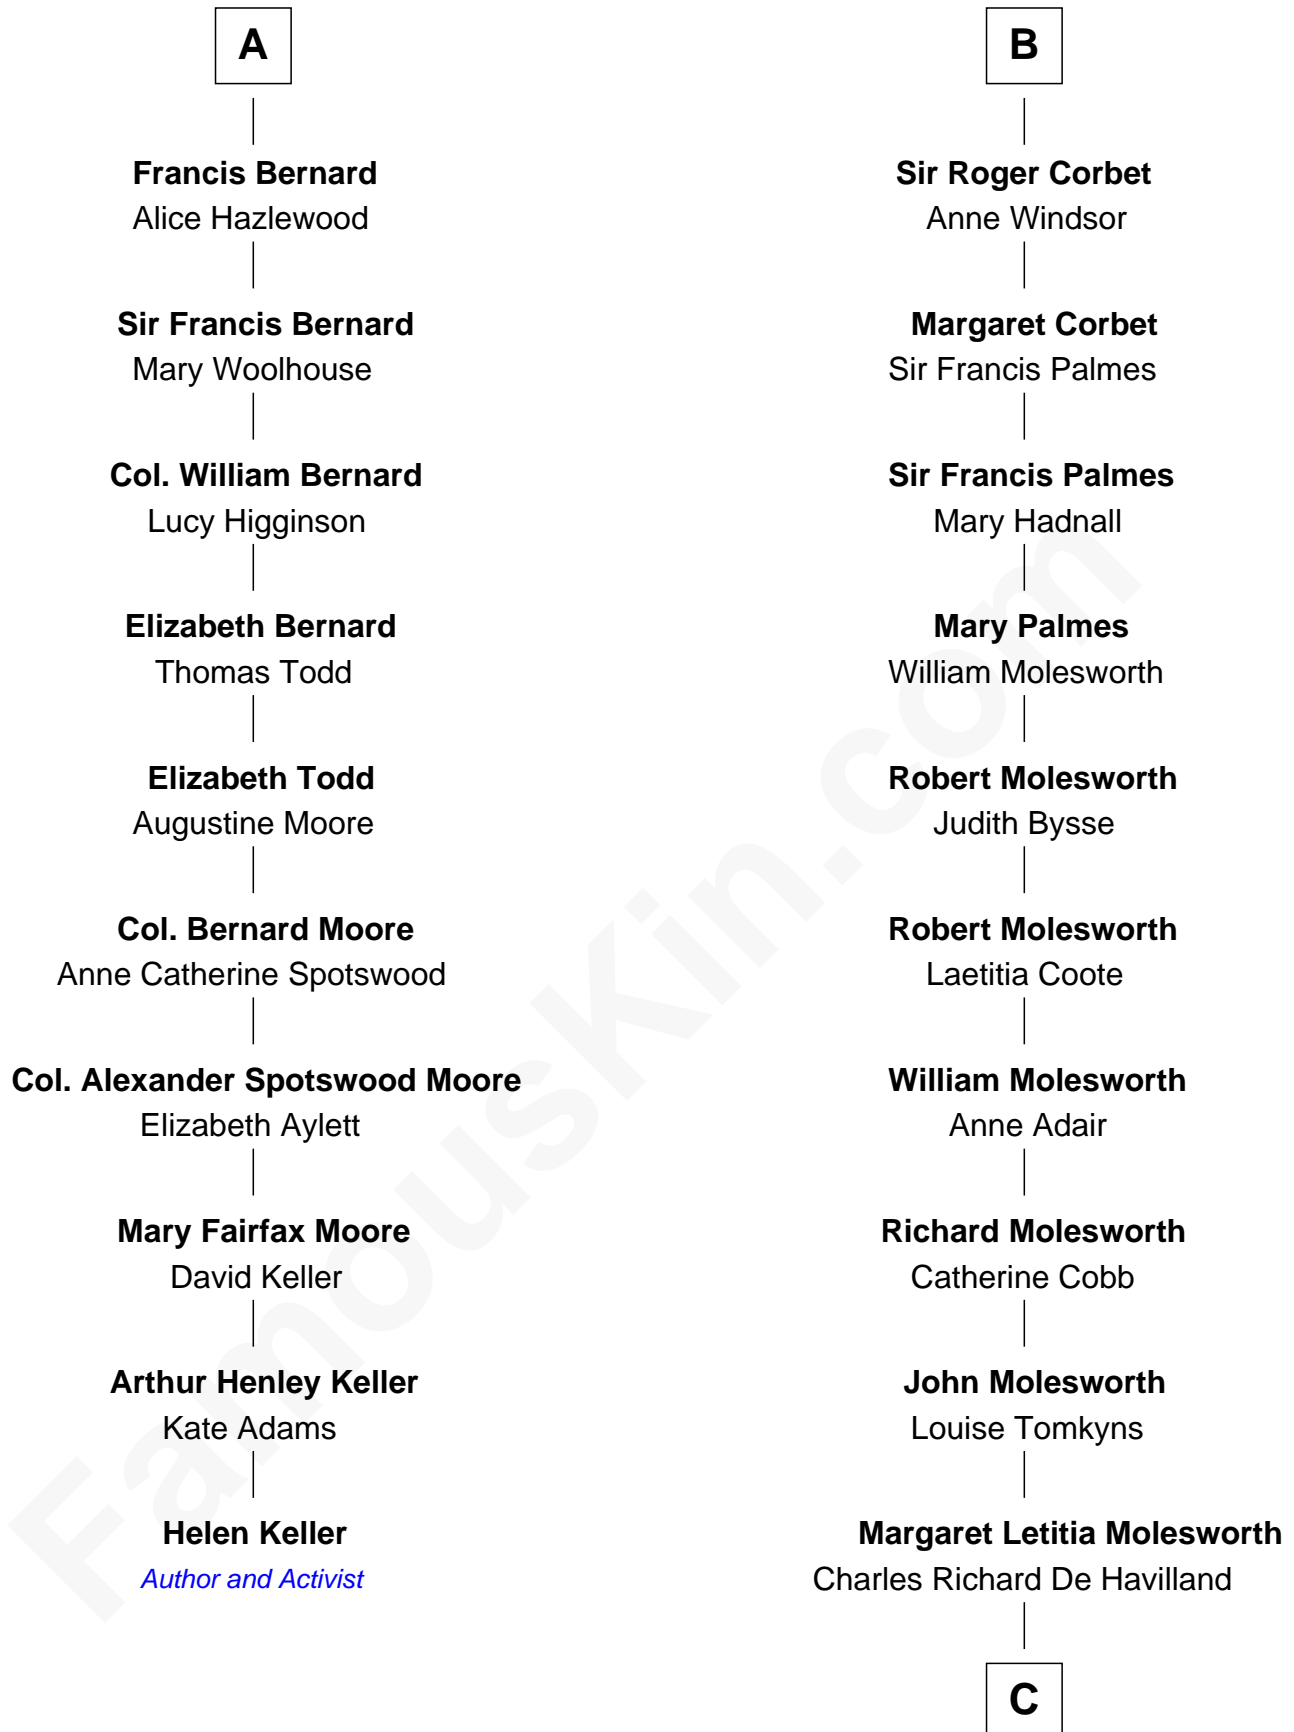 A
Francis Bernard
Alice Hazlewood
Sir Francis Bernard
Mary Woolhouse
Col. William Bernard
Lucy Higginson
Elizabeth Bernard
Thomas Todd
Elizabeth Todd
Augustine Moore
Col. Bernard Moore
Anne Catherine Spotswood
Col. Alexander Spotswood Moore
Elizabeth Aylett
Mary Fairfax Moore
David Keller
Arthur Henley Keller
Kate Adams
Helen Keller
Author and Activist
B
Sir Roger Corbet
Anne Windsor
Margaret Corbet
Sir Francis Palmes
Sir Francis Palmes
Mary Hadnall
Mary Palmes
William Molesworth
Robert Molesworth
Judith Bysse
Robert Molesworth
Laetitia Coote
William Molesworth
Anne Adair
Richard Molesworth
Catherine Cobb
John Molesworth
Louise Tomkyns
Margaret Letitia Molesworth
Charles Richard De Havilland
C
FamousKin.com